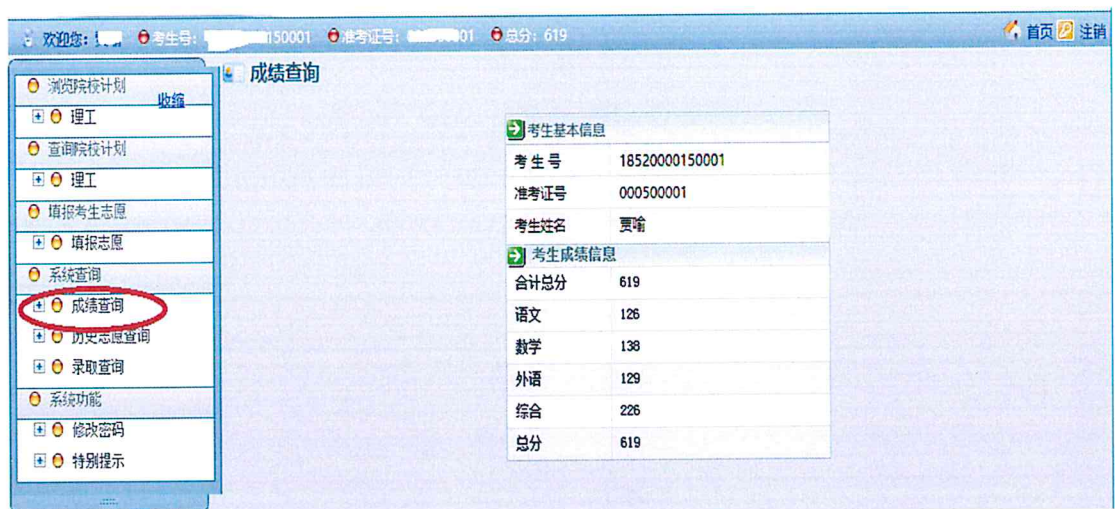 欢迎您:
考生号: 150001
准考证号: 01
总分: 619
首页 注销
浏览院校计划
收缩
理工
查询院校计划
理工
填报考生志愿
填报志愿
系统查询
成绩查询
历史志愿查询
录取查询
系统功能
修改密码
特别提示
成绩查询
考生基本信息
考生号 18520000150001
准考证号 000500001
考生姓名 贾喻
考生成绩信息
合计总分 619
语文 126
数学 138
外语 129
综合 226
总分 619